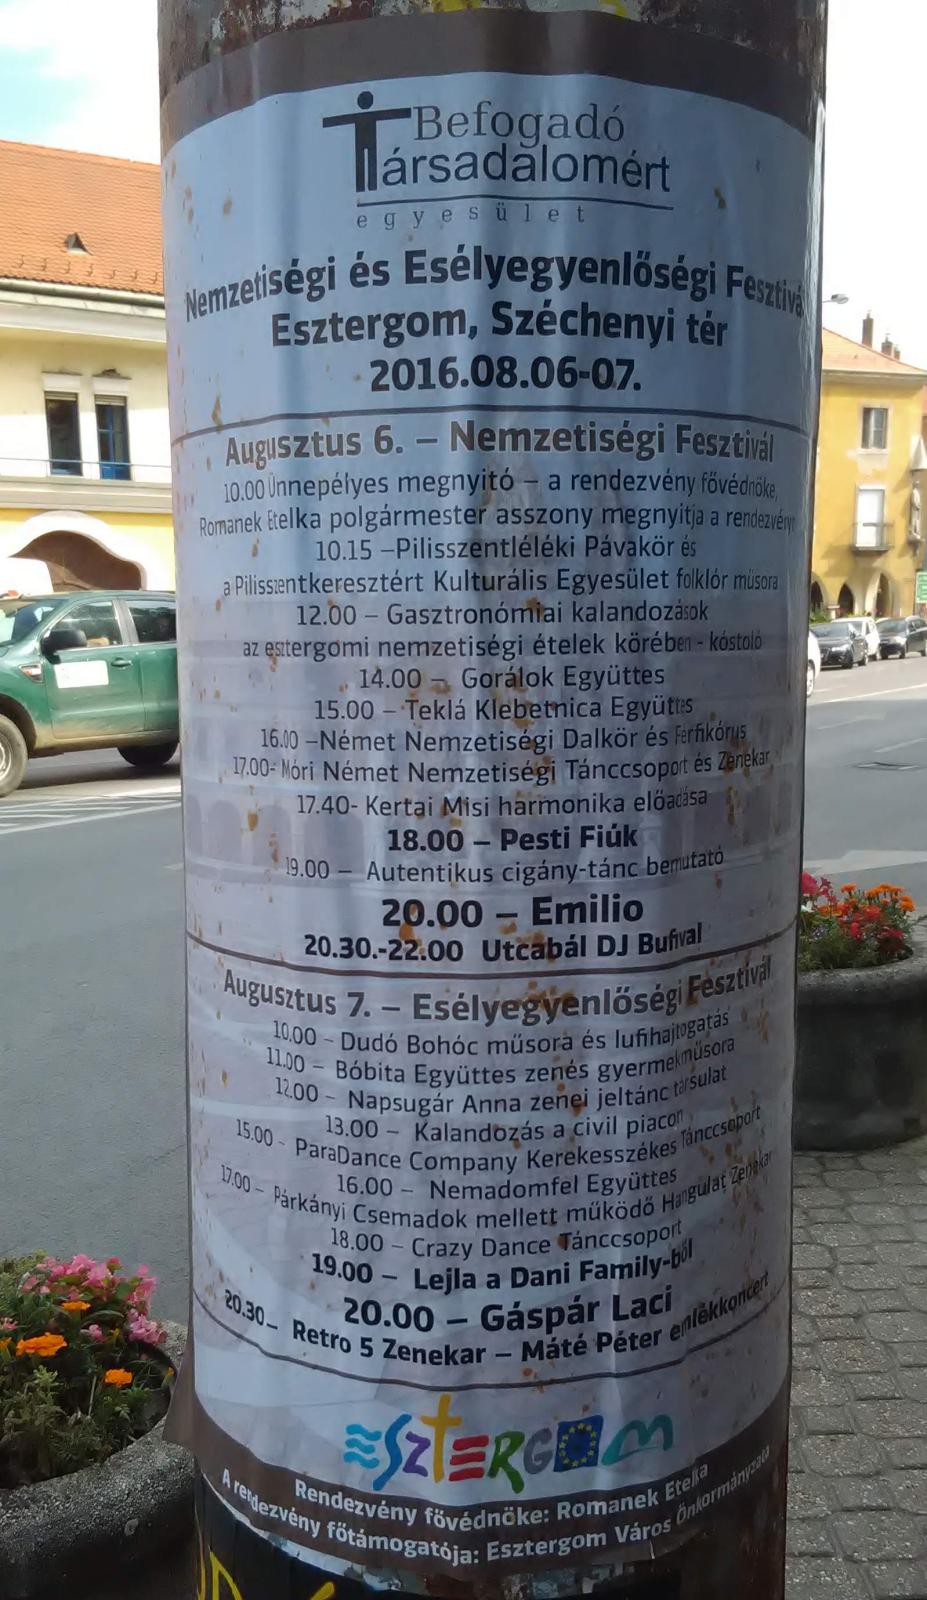 Befogadó
Társadalomért
egyesület
Nemzetiségi és Esélyegyenlőségi Fesztivá
Esztergom, Széchenyi tér
2016.08.06-07.
Augusztus 6. – Nemzetiségi Fesztivál
10.00 Ünnepélyes megnyitó – a rendezvény fővédnöke,
Romanek Etelka polgármester asszony megnyitja a rendezvényt
10.15 –Pilisszentléléki Pávakör és
a Pilisszentkeresztért Kulturális Egyesület folklór műsora
12.00 – Gasztronómiai kalandozások
az esztergomi nemzetiségi ételek körében - kóstoló
14.00 – Gorálok Együttes
15.00 – Teklá Klebetnica Együttes
16.00 –Német Nemzetiségi Dalkör és Férfikórus
17.00- Móri Német Nemzetiségi Tánccsoport és Zenekar
17.40- Kertai Misi harmonika előadása
18.00 – Pesti Fiúk
19.00 – Autentikus cigány-tánc bemutató
20.00 – Emilio
20.30.-22.00 Utcabál DJ Bufival
Augusztus 7. – Esélyegyenlőségi Fesztivál
10.00 – Dudó Bohóc műsora és lufihajtogatás
11.00 – Bóbita Együttes zenés gyermekműsora
12.00 – Napsugár Anna zenei jeltánc társulat
13.00 – Kalandozás a civil piacon
15.00 – ParaDance Company Kerekesszékes Tánccsoport
16.00 – Nemadomfel Együttes
17.00 – Párkányi Csemadok mellett működő Hangulat Zenekar
18.00 – Crazy Dance Tánccsoport
19.00 – Lejla a Dani Family-ből
20.00 – Gáspár Laci
20.30– Retro 5 Zenekar – Máté Péter emlékkoncert
ESZTERGOM
Rendezvény fővédnöke: Romanek Etelka
A rendezvény főtámogatója: Esztergom Város Önkormányzata